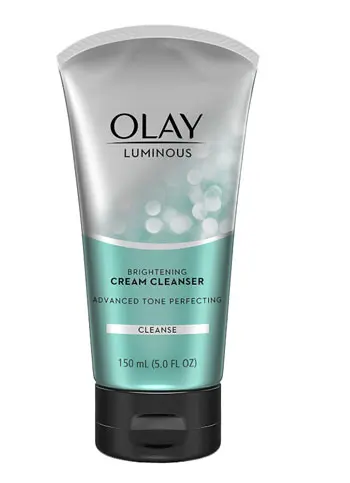 OLAY
LUMINOUS
BRIGHTENING
CREAM CLEANSER
ADVANCED TONE PERFECTING
CLEANSE
150 mL (5.0 FL OZ)